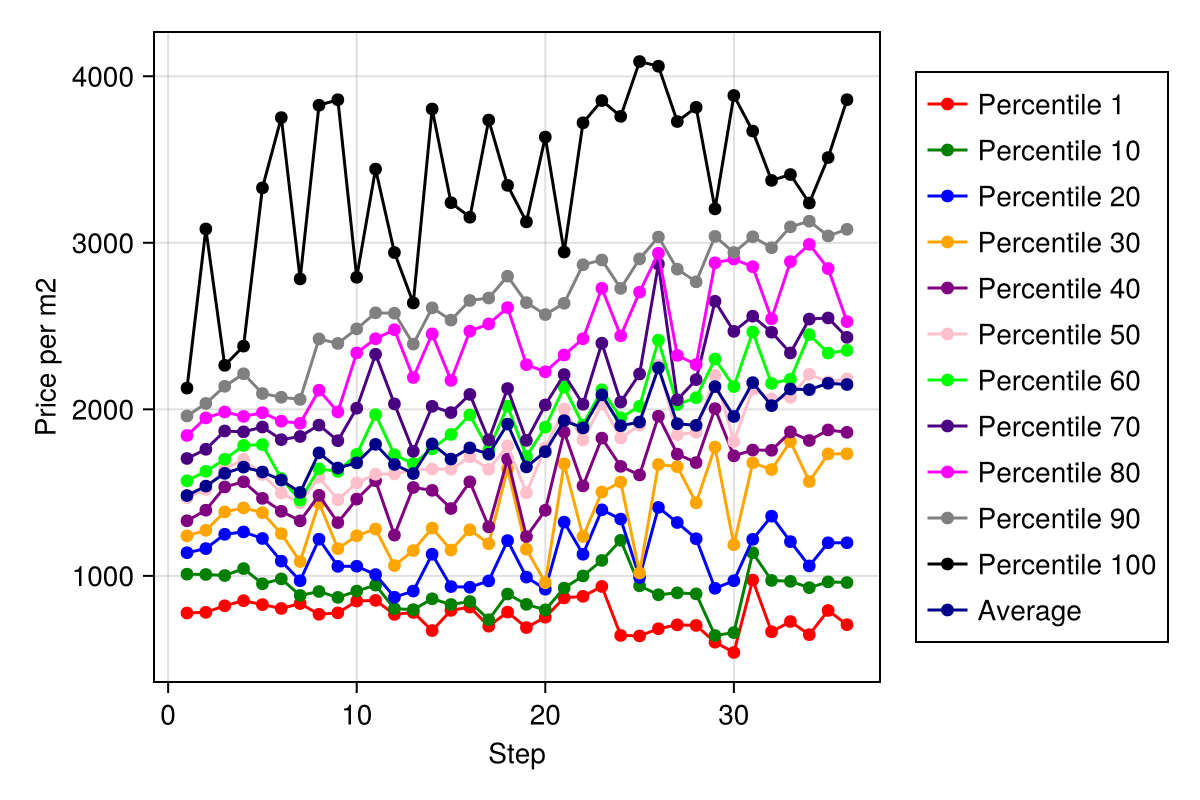 4000
3000
2000
1000
Price per m2
0 10 20 30
Step
Percentile 1
Percentile 10
Percentile 20
Percentile 30
Percentile 40
Percentile 50
Percentile 60
Percentile 70
Percentile 80
Percentile 90
Percentile 100
Average